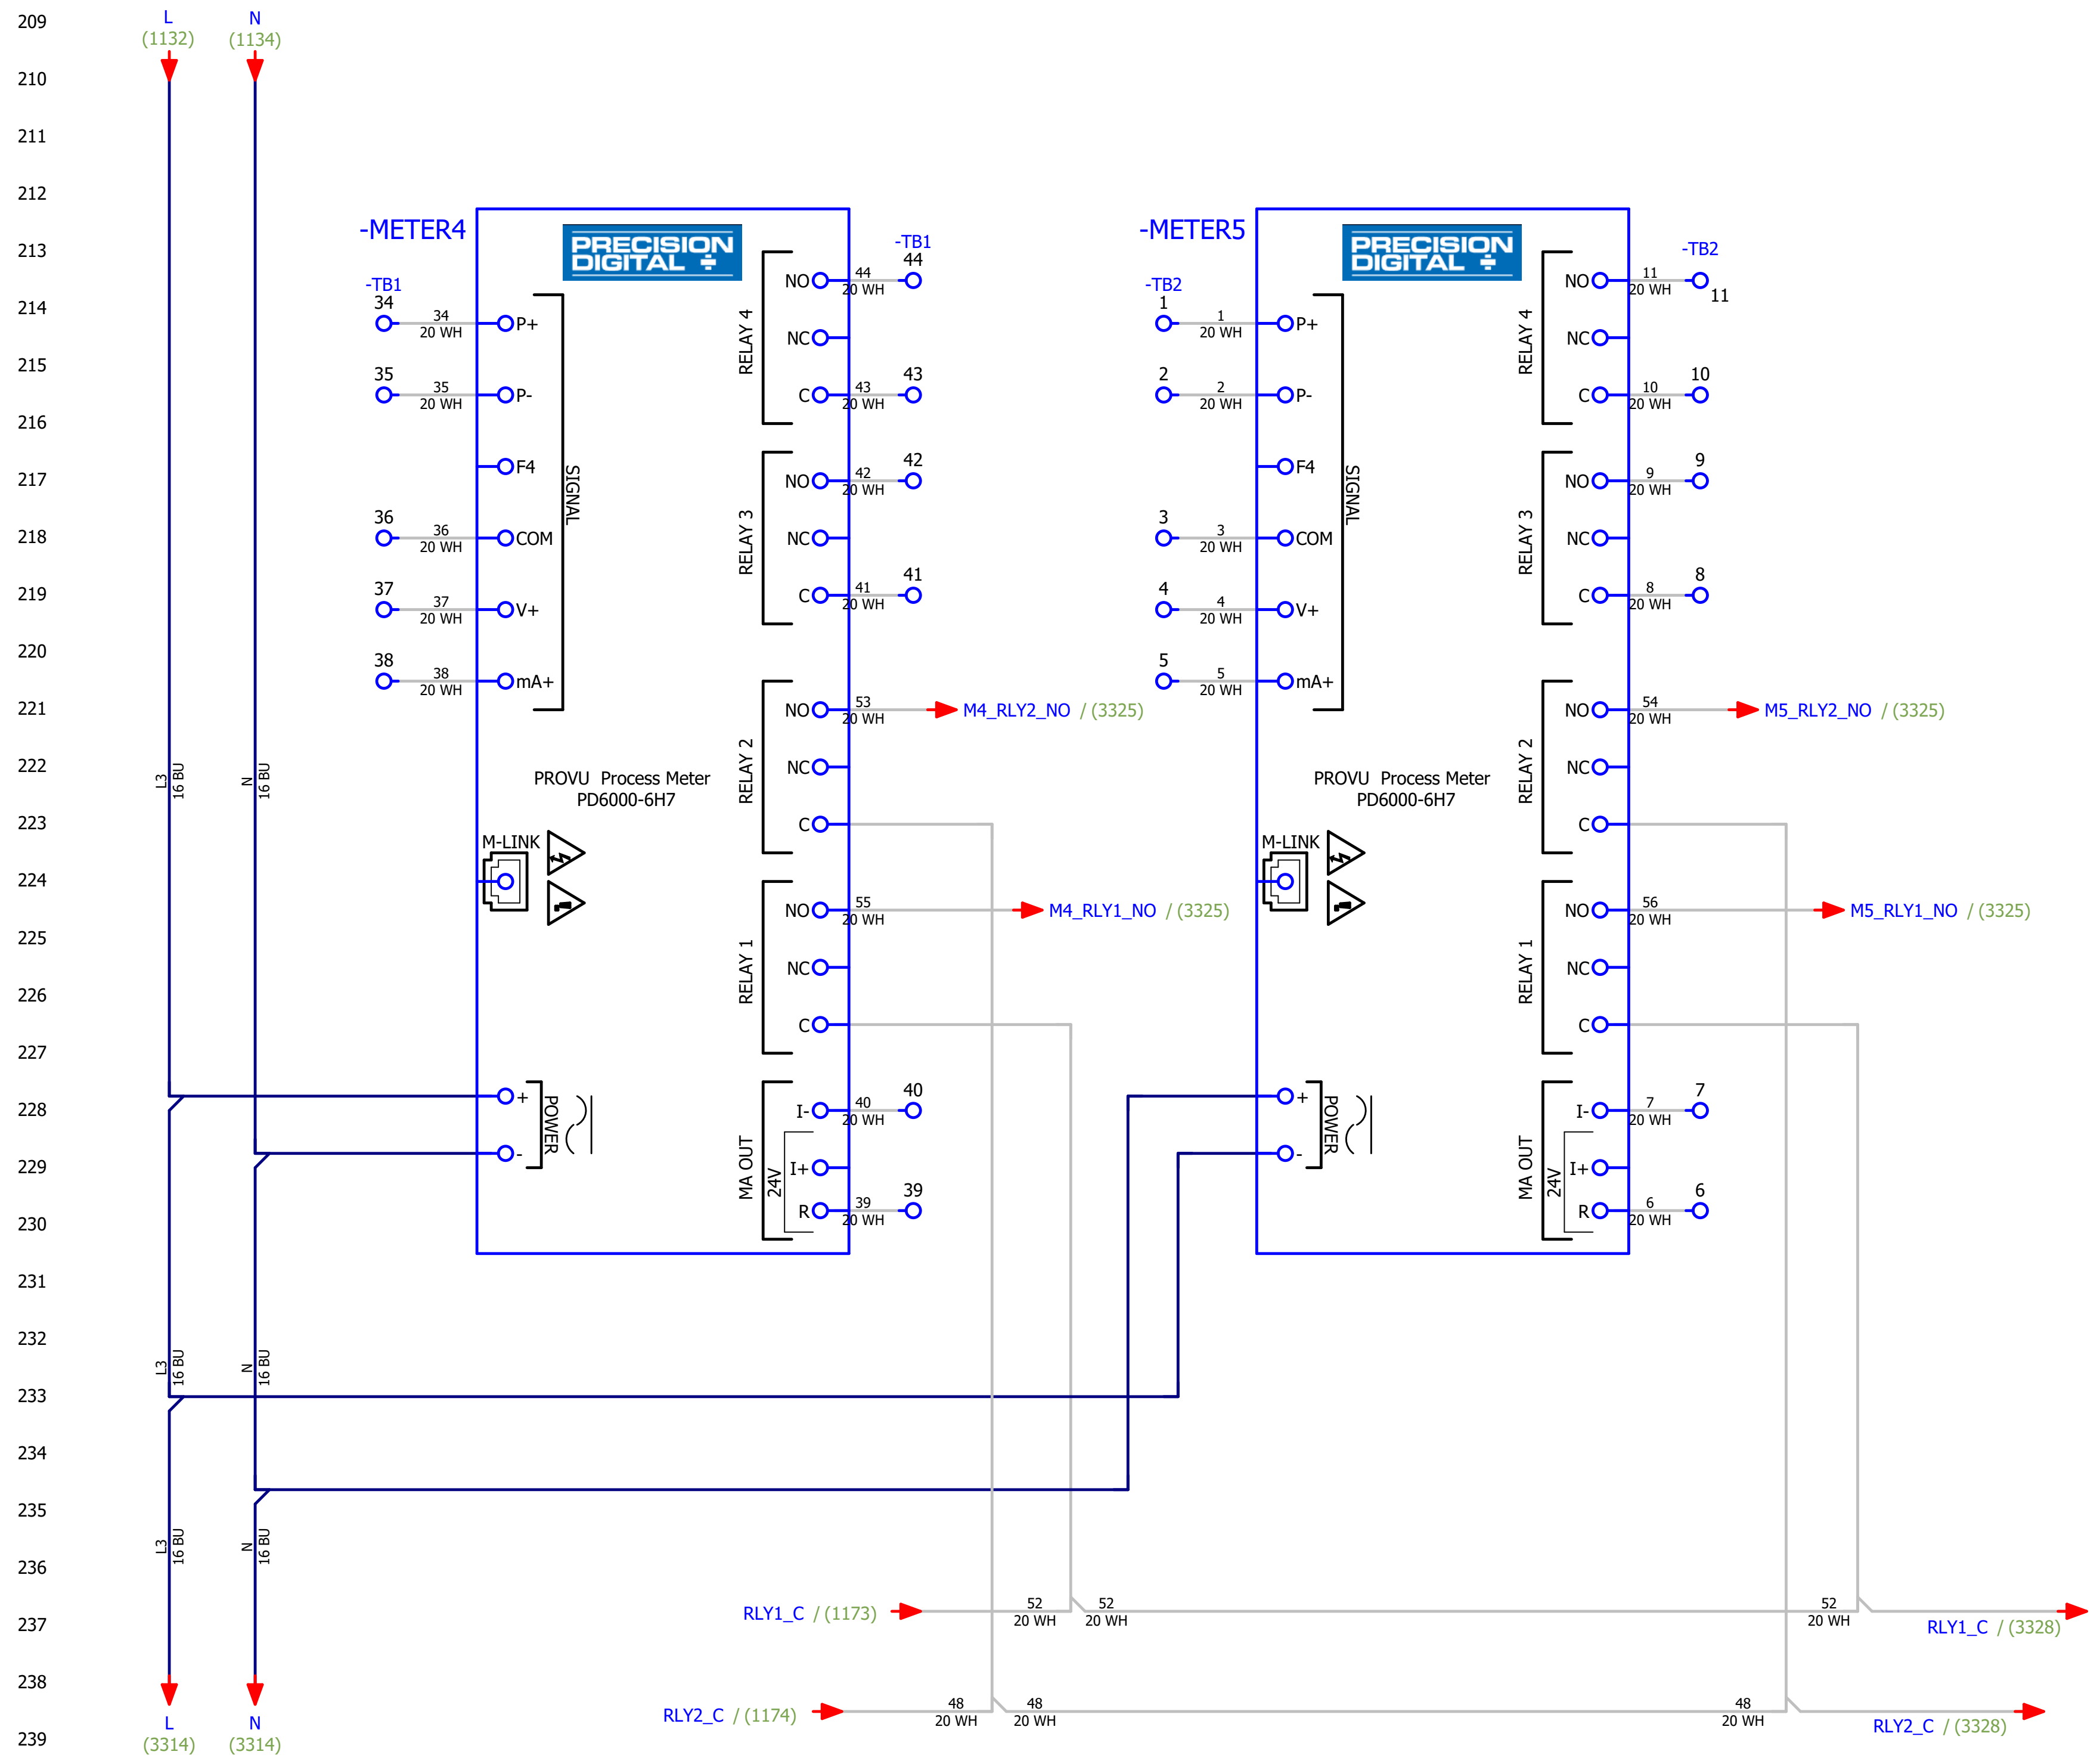 209
210
211
212
213
214
215
216
217
218
219
220
221
222
223
224
225
226
227
228
229
230
231
232
233
234
235
236
237
238
239
L
(1132)
N
(1134)
L3
16 BU
N
16 BU
L3
16 BU
N
16 BU
L3
16 BU
N
16 BU
L
(3314)
N
(3314)
-METER4
PRECISION
DIGITAL
-TB1
34
34
20 WH
P+
35
35
20 WH
P-
F4
36
36
20 WH
COM
37
37
20 WH
V+
38
38
20 WH
mA+
SIGNAL
PROVU Process Meter
PD6000-6H7
M-LINK
+
-
POWER
-TB1
RELAY 4
NO
44
20 WH
44
NC
C
43
20 WH
43
RELAY 3
NO
42
20 WH
42
NC
C
41
20 WH
41
RELAY 2
NO
53
20 WH
M4_RLY2_NO / (3325)
NC
C
RELAY 1
NO
55
20 WH
M4_RLY1_NO / (3325)
NC
C
MA OUT
24V
I-
40
20 WH
40
I+
R
39
20 WH
39
-METER5
PRECISION
DIGITAL
-TB2
1
1
20 WH
P+
2
2
20 WH
P-
F4
3
3
20 WH
COM
4
4
20 WH
V+
5
5
20 WH
mA+
SIGNAL
PROVU Process Meter
PD6000-6H7
M-LINK
+
-
POWER
-TB2
RELAY 4
NO
11
20 WH
11
NC
C
10
20 WH
10
RELAY 3
NO
9
20 WH
9
NC
C
8
20 WH
8
RELAY 2
NO
54
20 WH
M5_RLY2_NO / (3325)
NC
C
RELAY 1
NO
56
20 WH
M5_RLY1_NO / (3325)
NC
C
MA OUT
24V
I-
7
20 WH
7
I+
R
6
20 WH
6
RLY1_C / (1173)
52
20 WH
52
20 WH
52
20 WH
RLY1_C / (3328)
RLY2_C / (1174)
48
20 WH
48
20 WH
48
20 WH
RLY2_C / (3328)